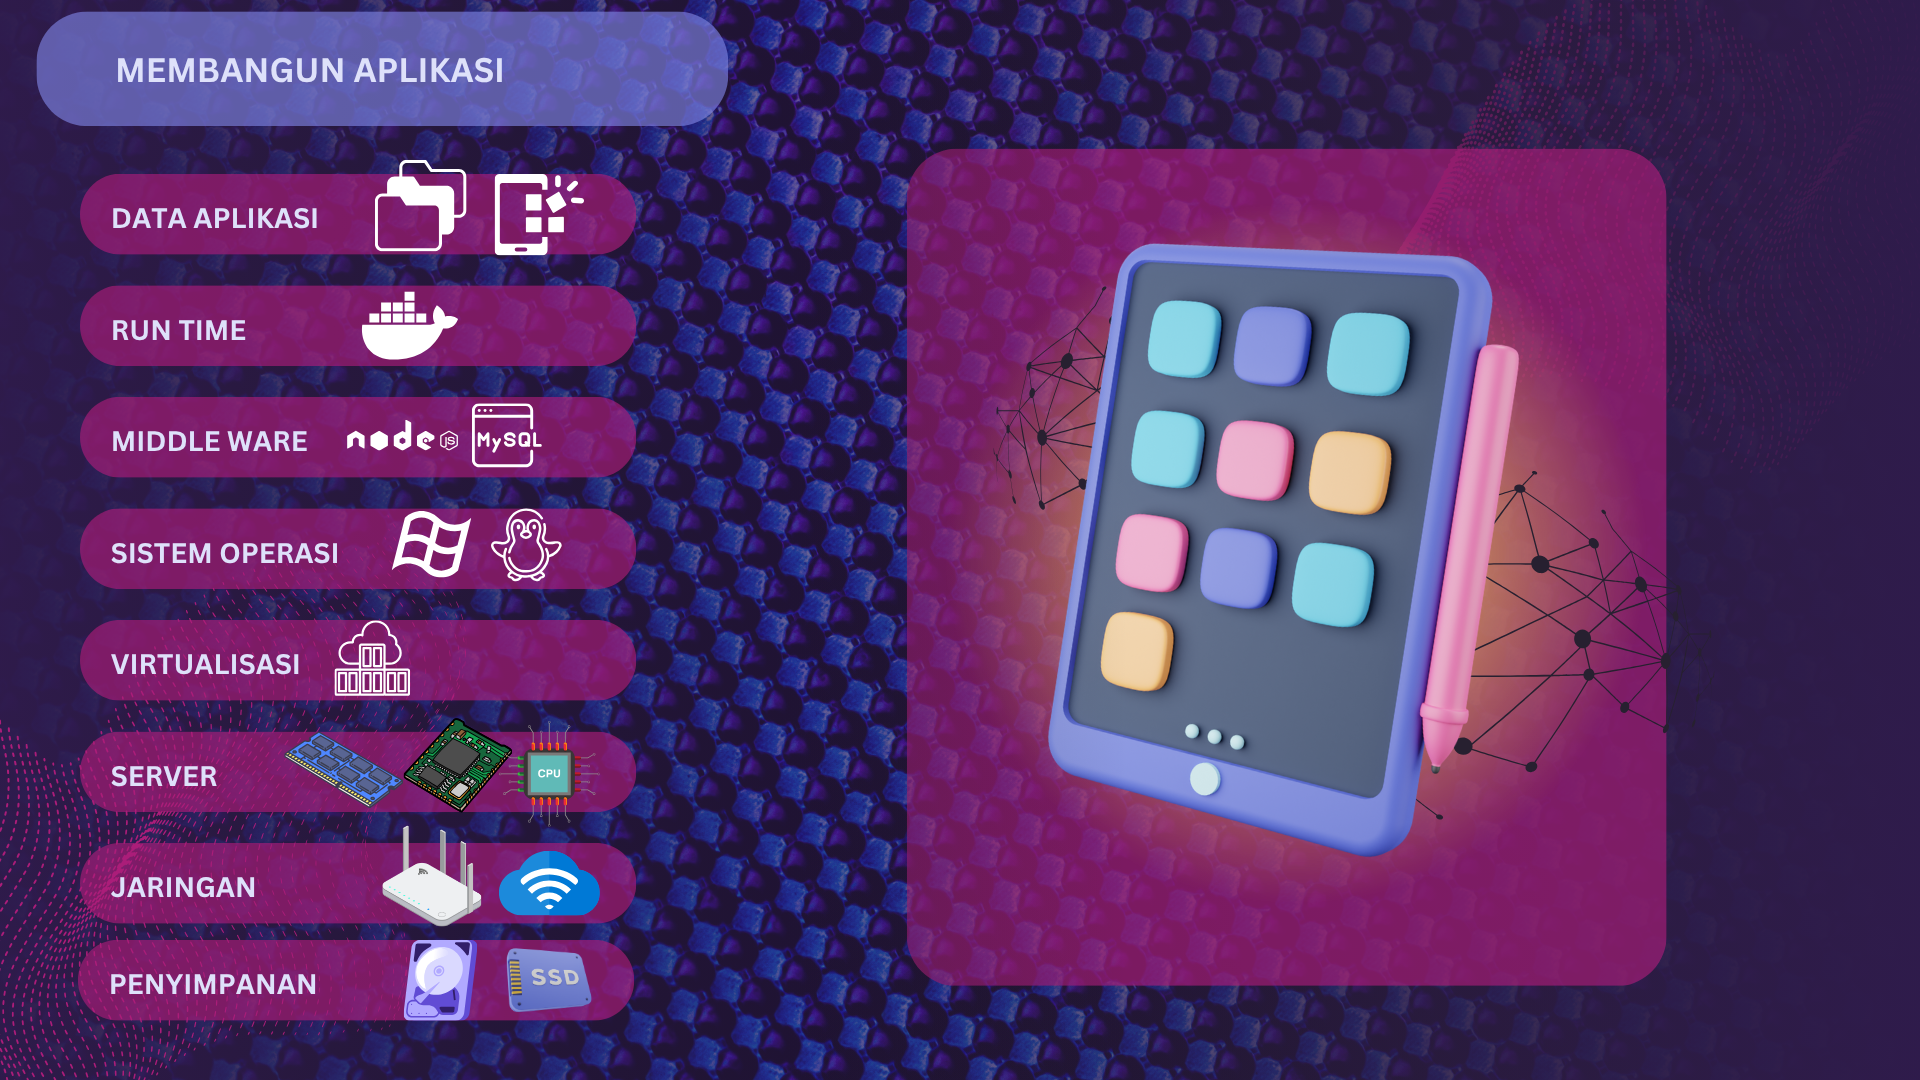 MEMBANGUN APLIKASI
DATA APLIKASI
RUN TIME
MIDDLE WARE
node JS
MySQL
SISTEM OPERASI
VIRTUALISASI
SERVER
CPU
JARINGAN
PENYIMPANAN
SSD